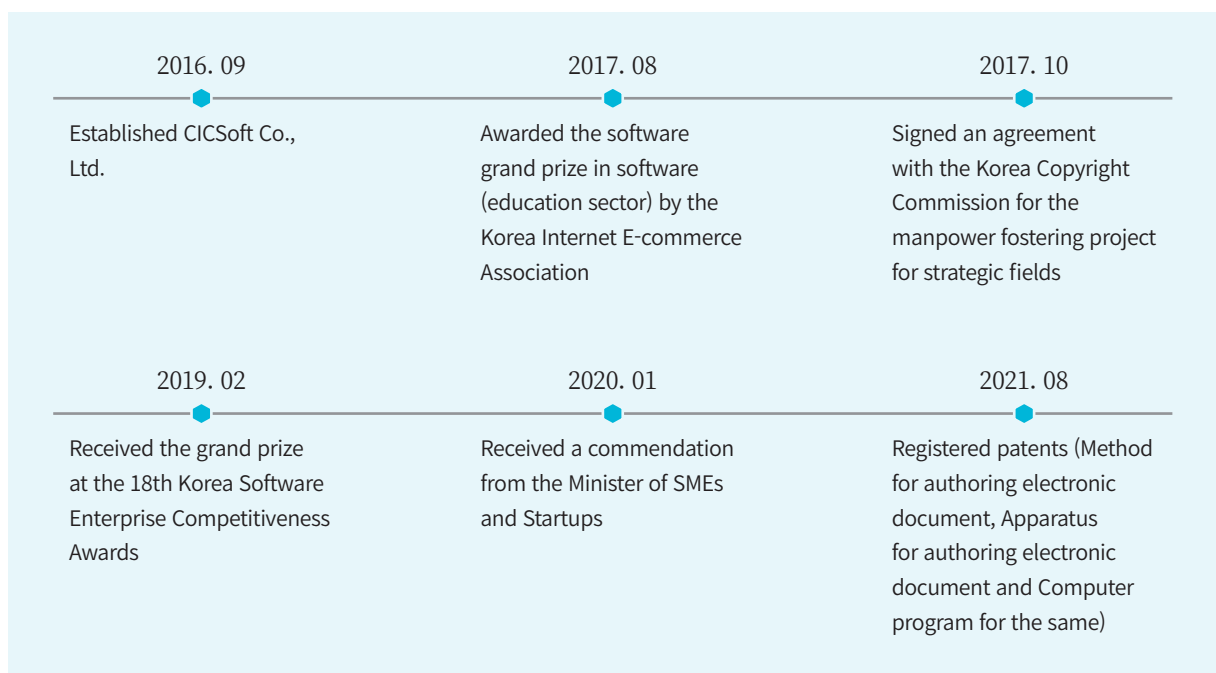 2016. 09
Established CICSoft Co.,
Ltd.
2017. 08
Awarded the software
grand prize in software
(education sector) by the
Korea Internet E-commerce
Association
2017. 10
Signed an agreement
with the Korea Copyright
Commission for the
manpower fostering project
for strategic fields
2019. 02
Received the grand prize
at the 18th Korea Software
Enterprise Competitiveness
Awards
2020. 01
Received a commendation
from the Minister of SMEs
and Startups
2021. 08
Registered patents (Method
for authoring electronic
document, Apparatus
for authoring electronic
document and Computer
program for the same)